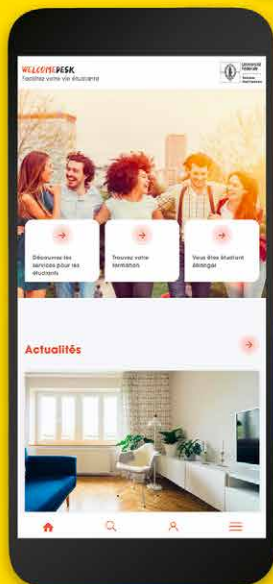 WELCOMEDESK
Facilitez votre vie étudiante
Découvrez les
services pour les
étudiants
Trouvez votre
formation
Vous êtes étudiant
étranger
Actualités